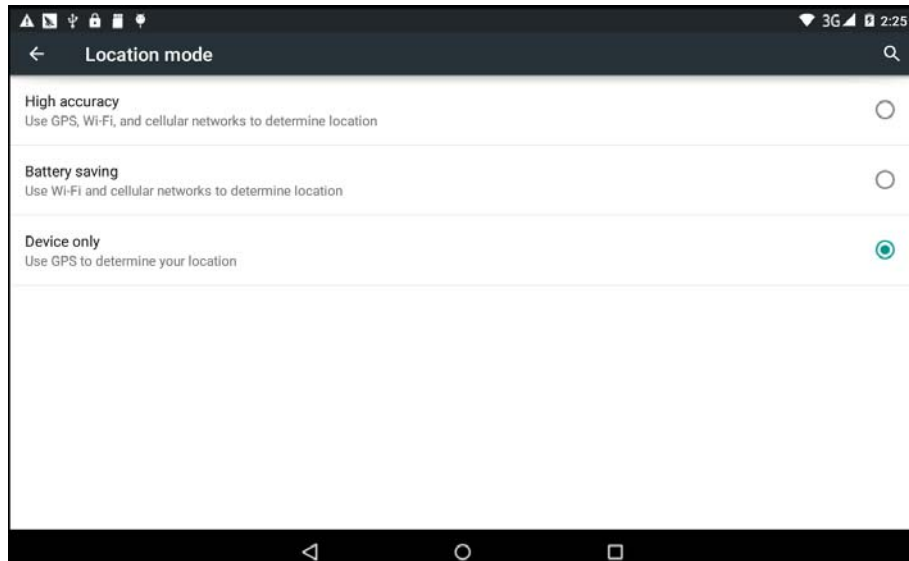 3G 2:25
Location mode
High accuracy
Use GPS, Wi-Fi, and cellular networks to determine location
Battery saving
Use Wi-Fi and cellular networks to determine location
Device only
Use GPS to determine your location